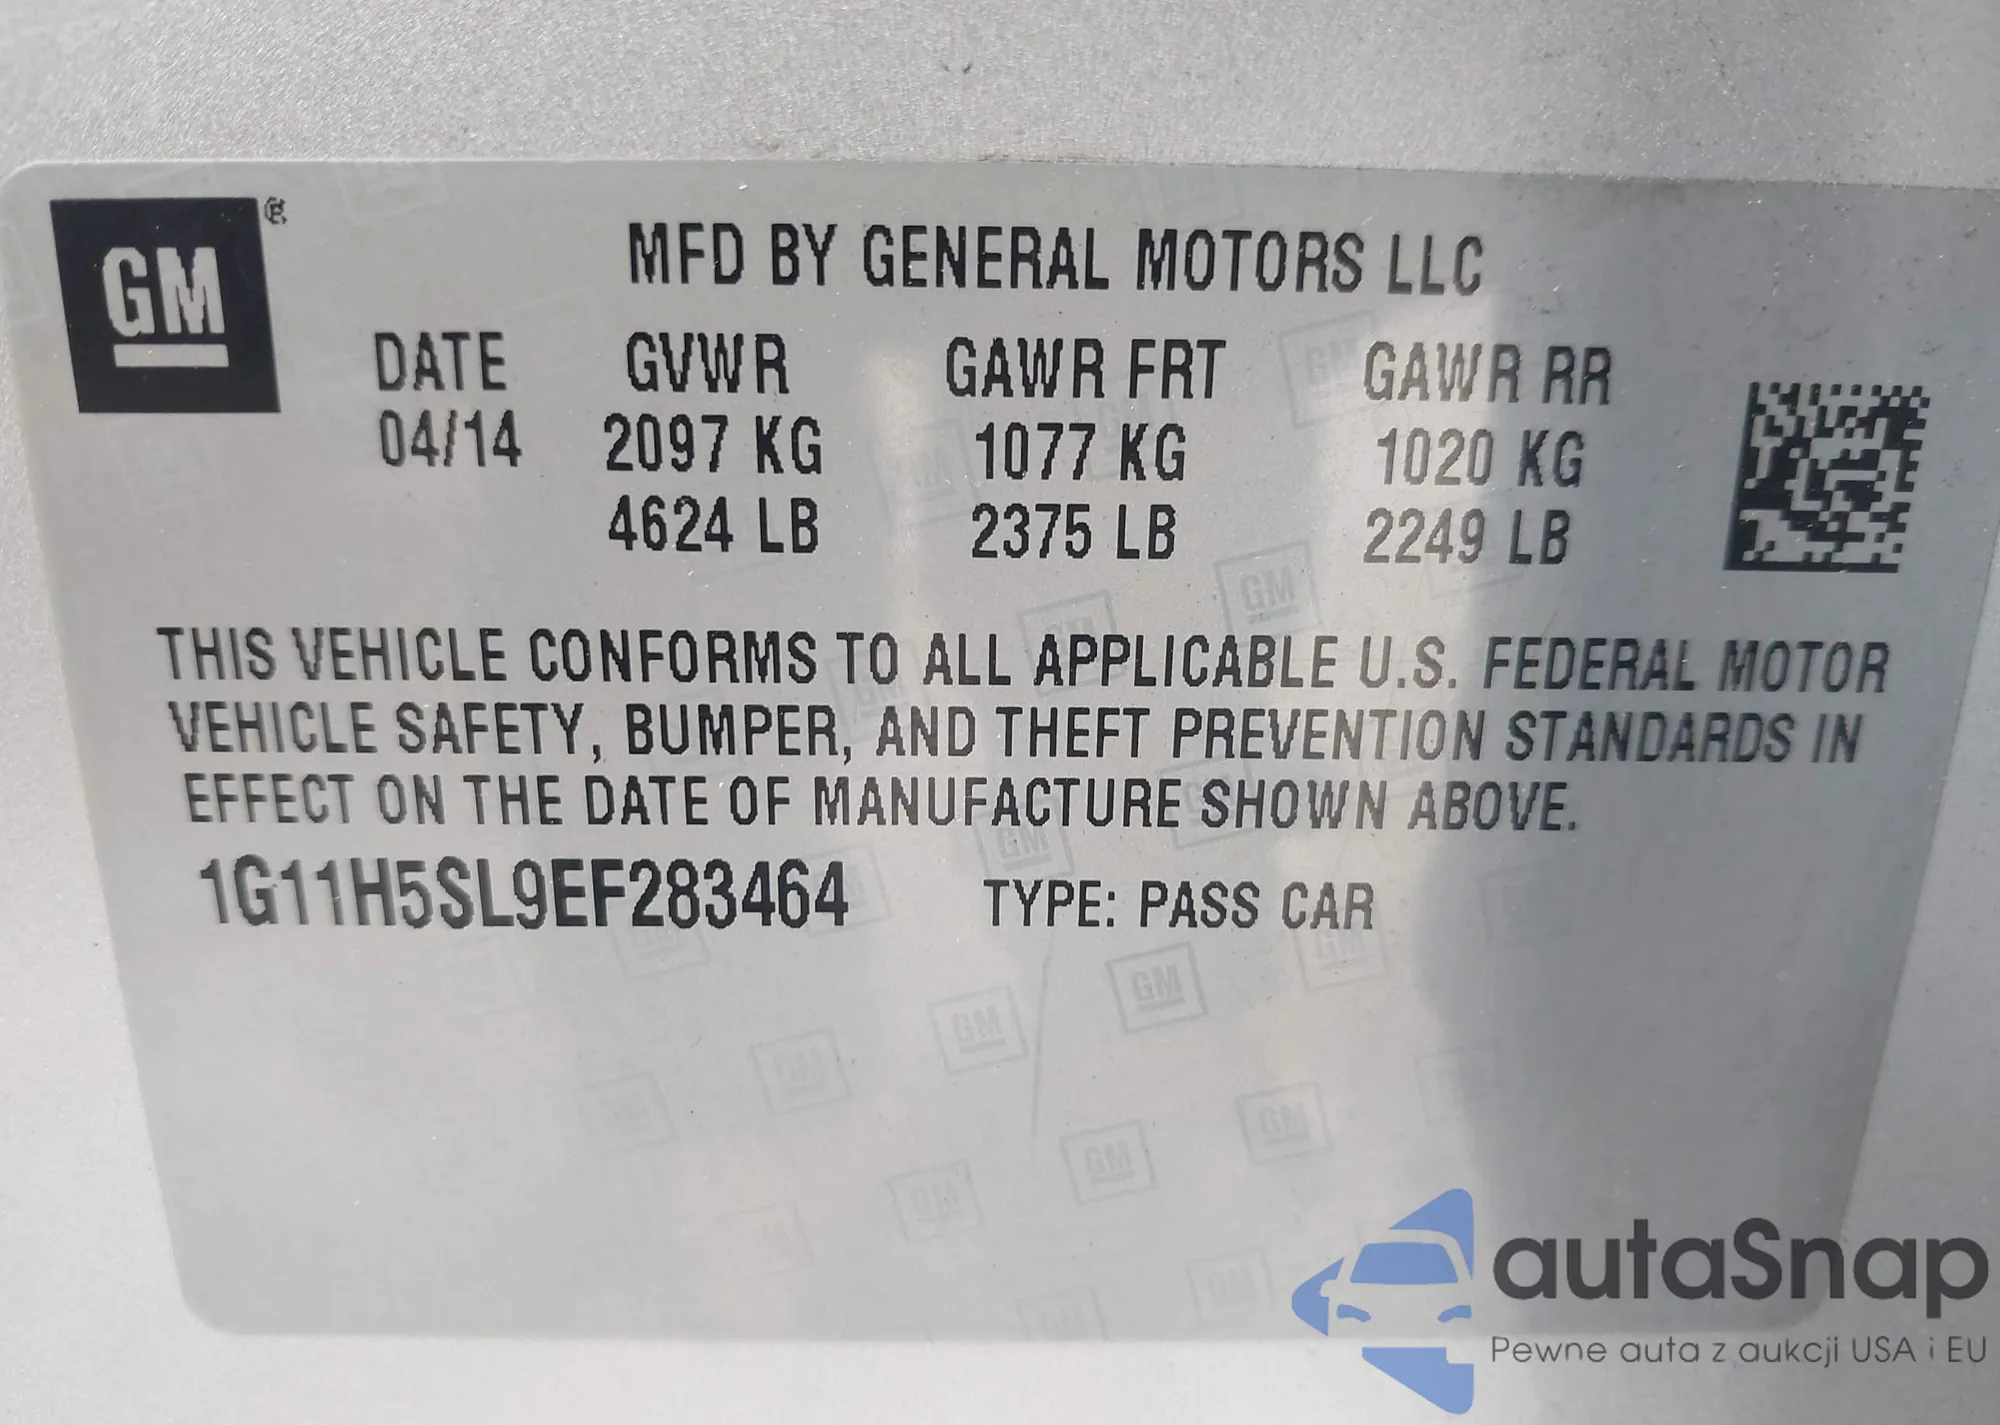 GM ®
MFD BY GENERAL MOTORS LLC
DATE GVWR GAWR FRT GAWR RR
04/14 2097 KG 1077 KG 1020 KG
4624 LB 2375 LB 2249 LB
THIS VEHICLE CONFORMS TO ALL APPLICABLE U.S. FEDERAL MOTOR
VEHICLE SAFETY, BUMPER, AND THEFT PREVENTION STANDARDS IN
EFFECT ON THE DATE OF MANUFACTURE SHOWN ABOVE.
1G11H5SL9EF283464 TYPE: PASS CAR
autaSnap
Pewne auta z aukcji USA i EU